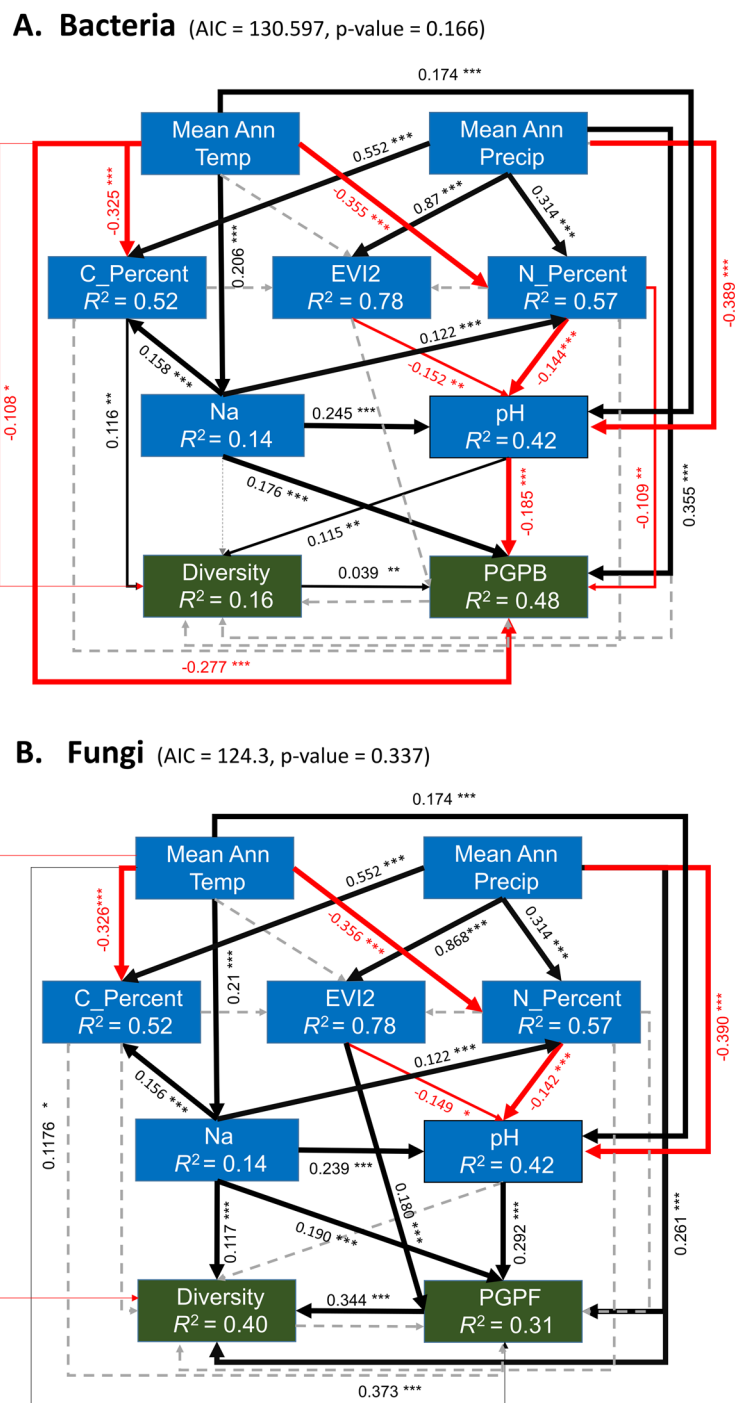 A. Bacteria (AIC = 130.597, p-value = 0.166)
0.174 ***
Mean Ann
Temp
Mean Ann
Precip
0.552 ***
-0.325 ***
-0.355 ***
0.87 ***
0.314 ***
0.206 ***
-0.389 ***
C_Percent
R² = 0.52
EVI2
R² = 0.78
N_Percent
R² = 0.57
0.122 ***
0.158 ***
-0.152 **
-0.144***
-0.108 *
0.116 **
Na
R² = 0.14
0.245 ***
pH
R² = 0.42
0.176 ***
0.115 **
-0.185 ***
-0.109 **
0.355 ***
Diversity
R² = 0.16
0.039 **
PGPB
R² = 0.48
-0.277 ***
B. Fungi (AIC = 124.3, p-value = 0.337)
0.174 ***
Mean Ann
Temp
Mean Ann
Precip
0.552 ***
-0.326***
-0.356 ***
0.868***
0.314 ***
0.21 ***
-0.390 ***
C_Percent
R² = 0.52
EVI2
R² = 0.78
N_Percent
R² = 0.57
0.122 ***
0.156 ***
-0.149 *
-0.142 ***
0.1176 *
Na
R² = 0.14
0.239 ***
pH
R² = 0.42
0.117 ***
0.190 ***
0.180 ***
0.292 ***
0.261 ***
Diversity
R² = 0.40
0.344 ***
PGPF
R² = 0.31
0.373 ***